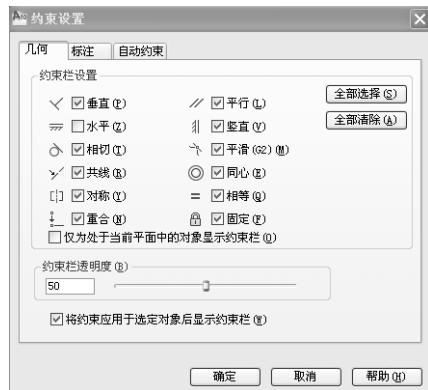 约束设置
几何 标注 自动约束
约束栏设置
垂直(P) 平行(L) 全部选择(S)
水平(Z) 竖直(V) 全部清除(A)
相切(T) 平滑(G2)(M)
共线(R) 同心(E)
对称(Y) 相等(Q)
重合(N) 固定(F)
仅为处于当前平面中的对象显示约束栏(O)
约束栏透明度(B)
50
将约束应用于选定对象后显示约束栏(W)
确定 取消 帮助(H)